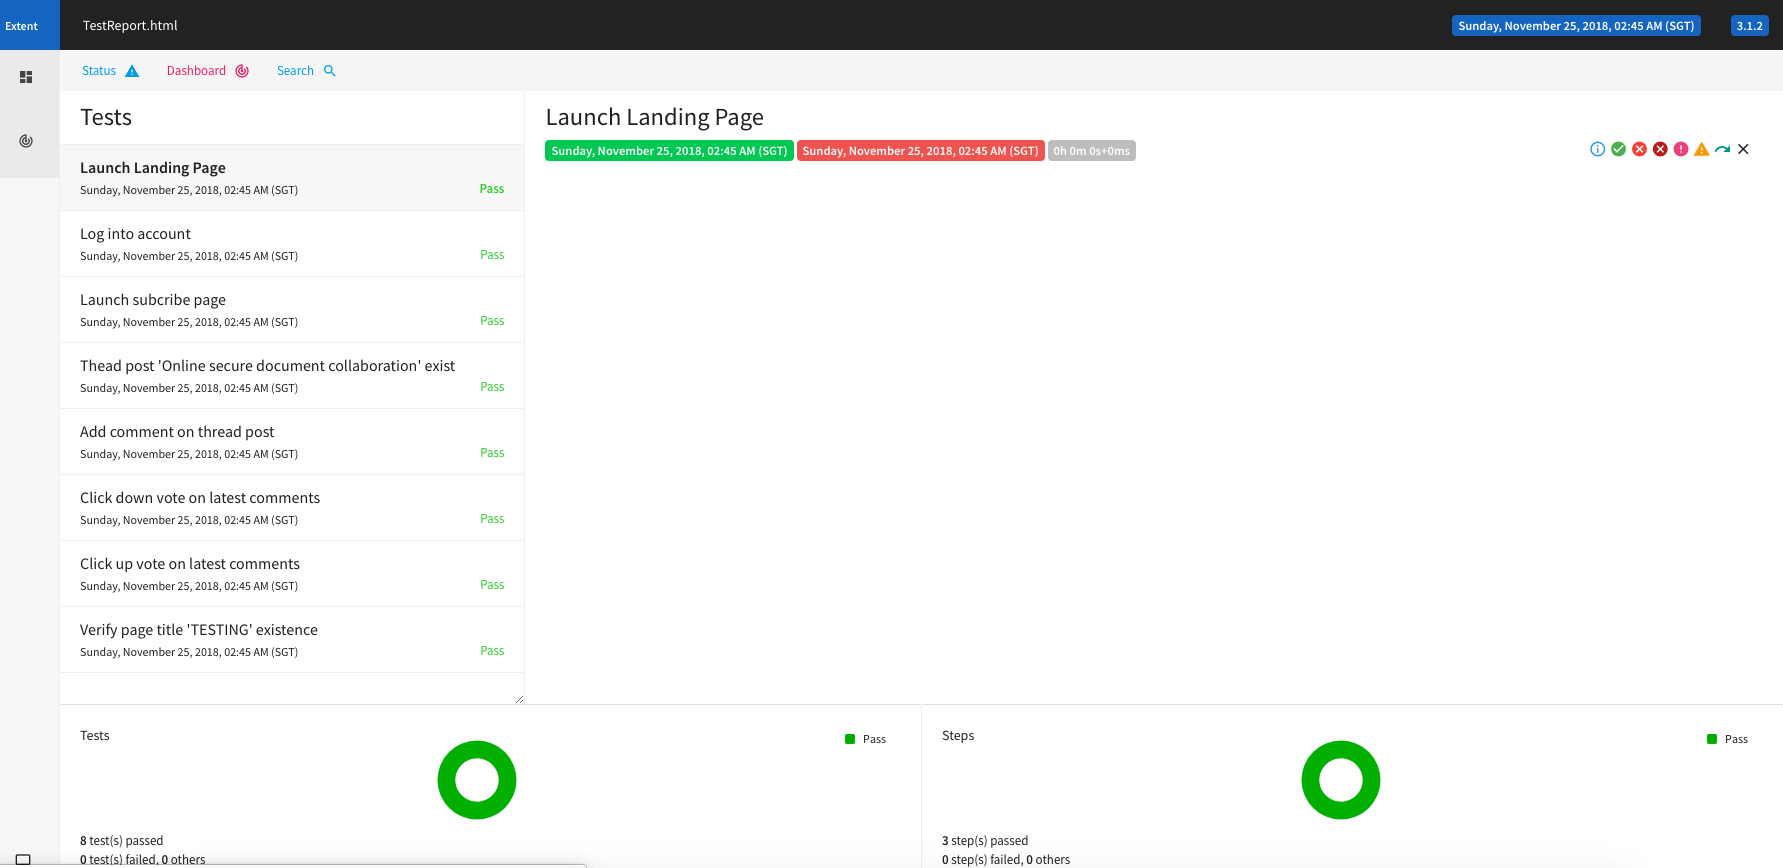 Extent
TestReport.html
Sunday, November 25, 2018, 02:45 AM (SGT)
3.1.2
Status
Dashboard
Search
Tests
Launch Landing Page
Sunday, November 25, 2018, 02:45 AM (SGT)
Pass
Log into account
Sunday, November 25, 2018, 02:45 AM (SGT)
Pass
Launch subcribe page
Sunday, November 25, 2018, 02:45 AM (SGT)
Pass
Thead post 'Online secure document collaboration' exist
Sunday, November 25, 2018, 02:45 AM (SGT)
Pass
Add comment on thread post
Sunday, November 25, 2018, 02:45 AM (SGT)
Pass
Click down vote on latest comments
Sunday, November 25, 2018, 02:45 AM (SGT)
Pass
Click up vote on latest comments
Sunday, November 25, 2018, 02:45 AM (SGT)
Pass
Verify page title 'TESTING' existence
Sunday, November 25, 2018, 02:45 AM (SGT)
Pass
Launch Landing Page
Sunday, November 25, 2018, 02:45 AM (SGT)
Sunday, November 25, 2018, 02:45 AM (SGT)
0h 0m 0s+0ms
Tests
Pass
8 test(s) passed
0 test(s) failed, 0 others
Steps
Pass
3 step(s) passed
0 step(s) failed, 0 others